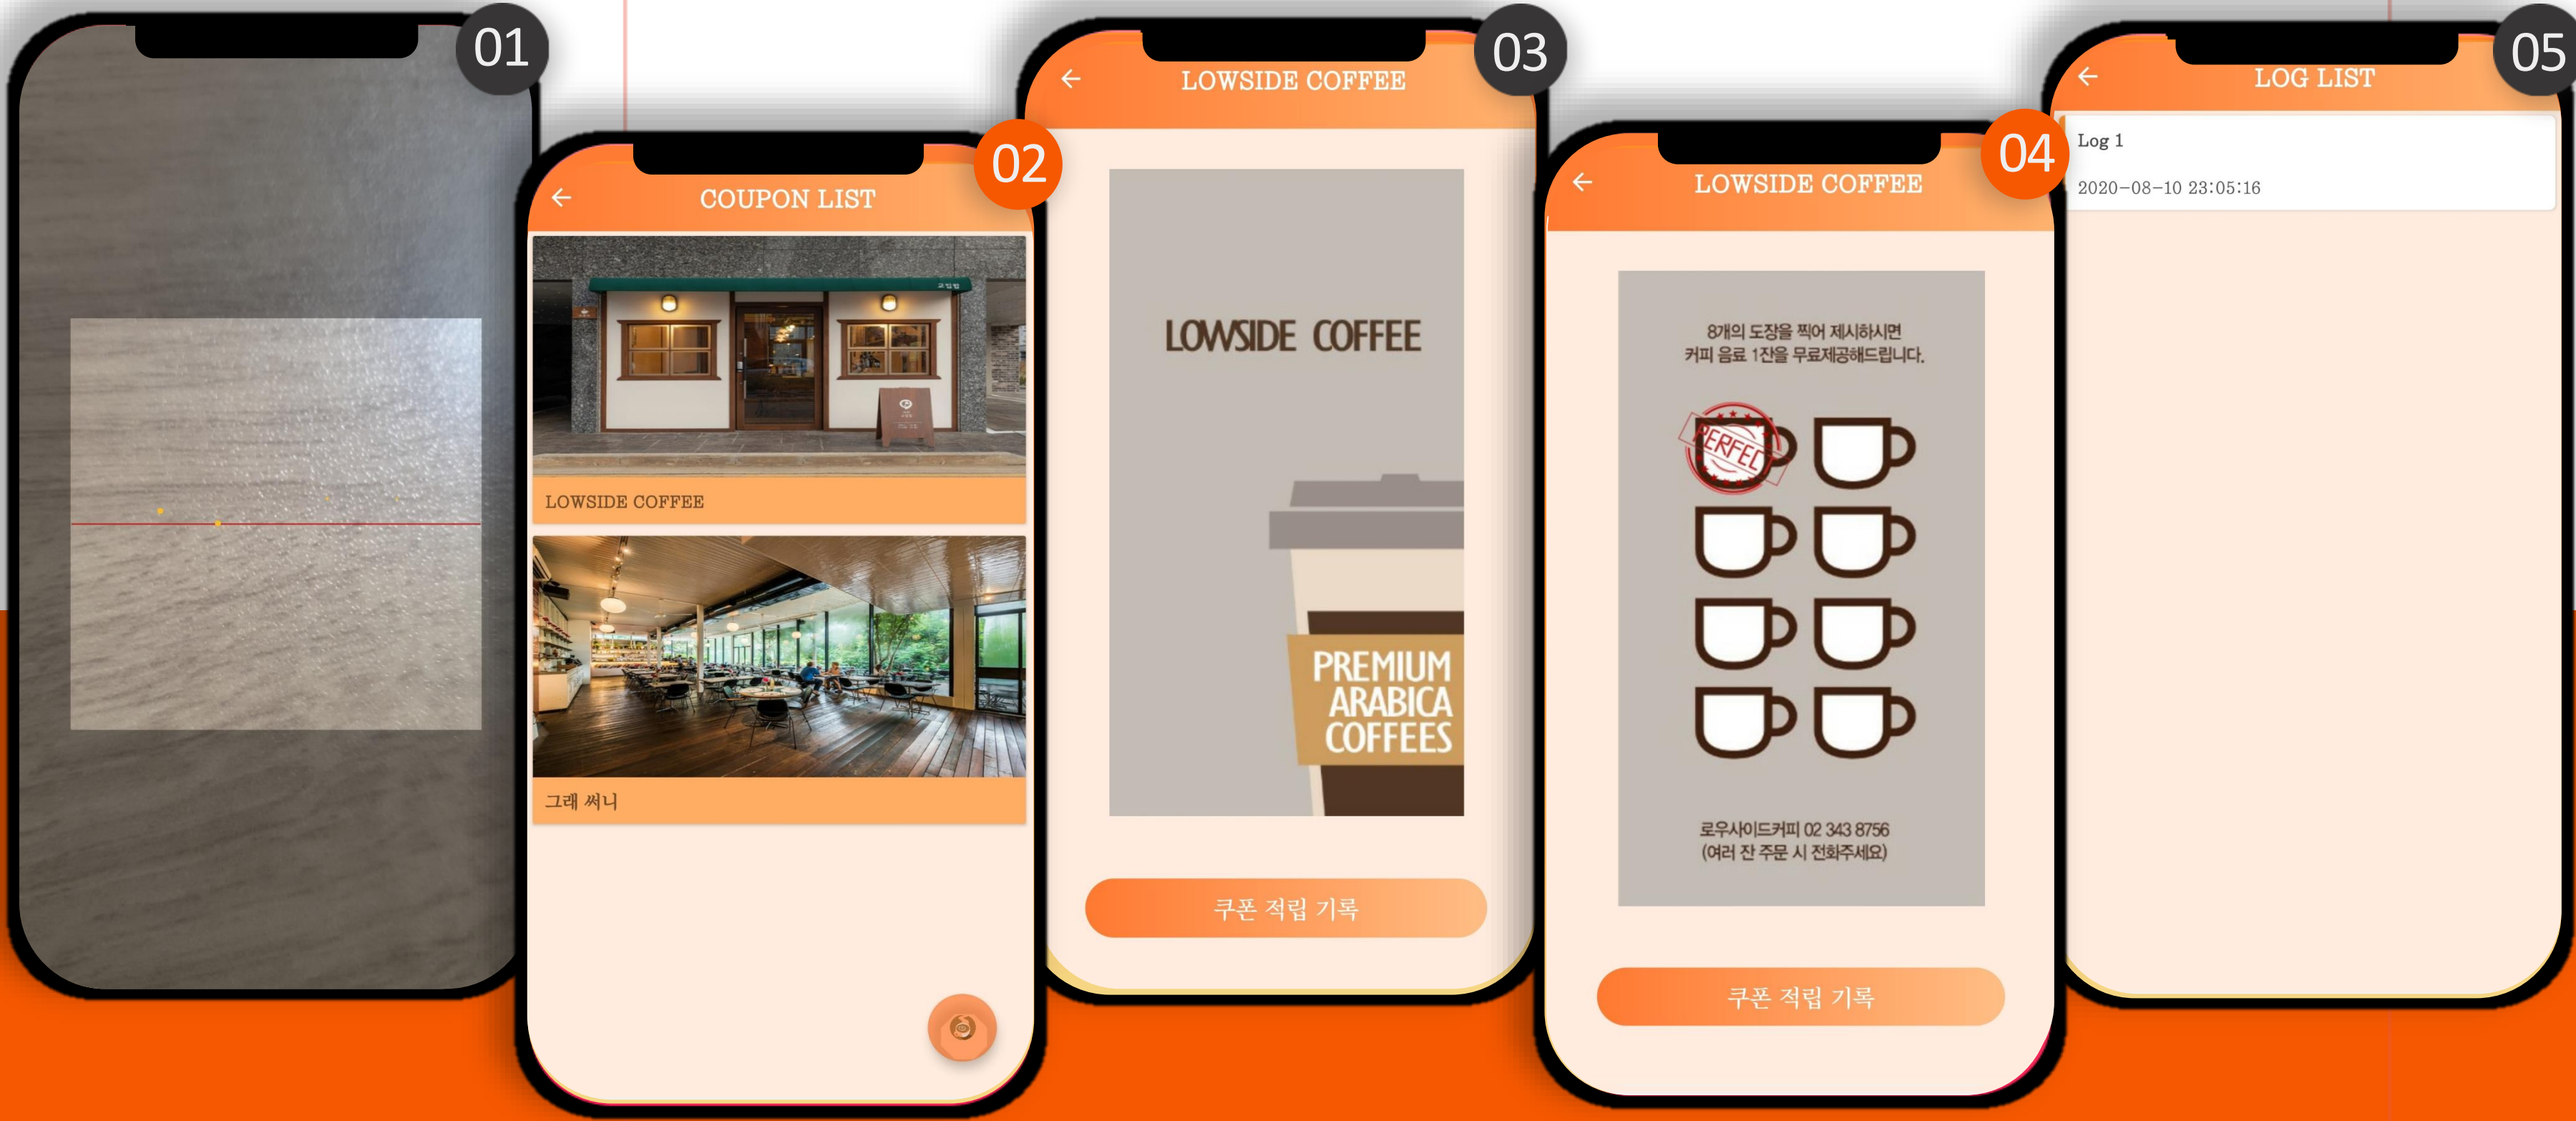 01
02
COUPON LIST
LOWSIDE COFFEE
그래 써니
03
LOWSIDE COFFEE
LOWSIDE COFFEE
PREMIUM
ARABICA
COFFEES
쿠폰 적립 기록
04
LOWSIDE COFFEE
8개의 도장을 찍어 제시하시면
커피 음료 1잔을 무료제공해드립니다.
PERFEC
로우사이드커피 02 343 8756
(여러 잔 주문 시 전화주세요)
쿠폰 적립 기록
05
LOG LIST
Log 1
2020-08-10 23:05:16